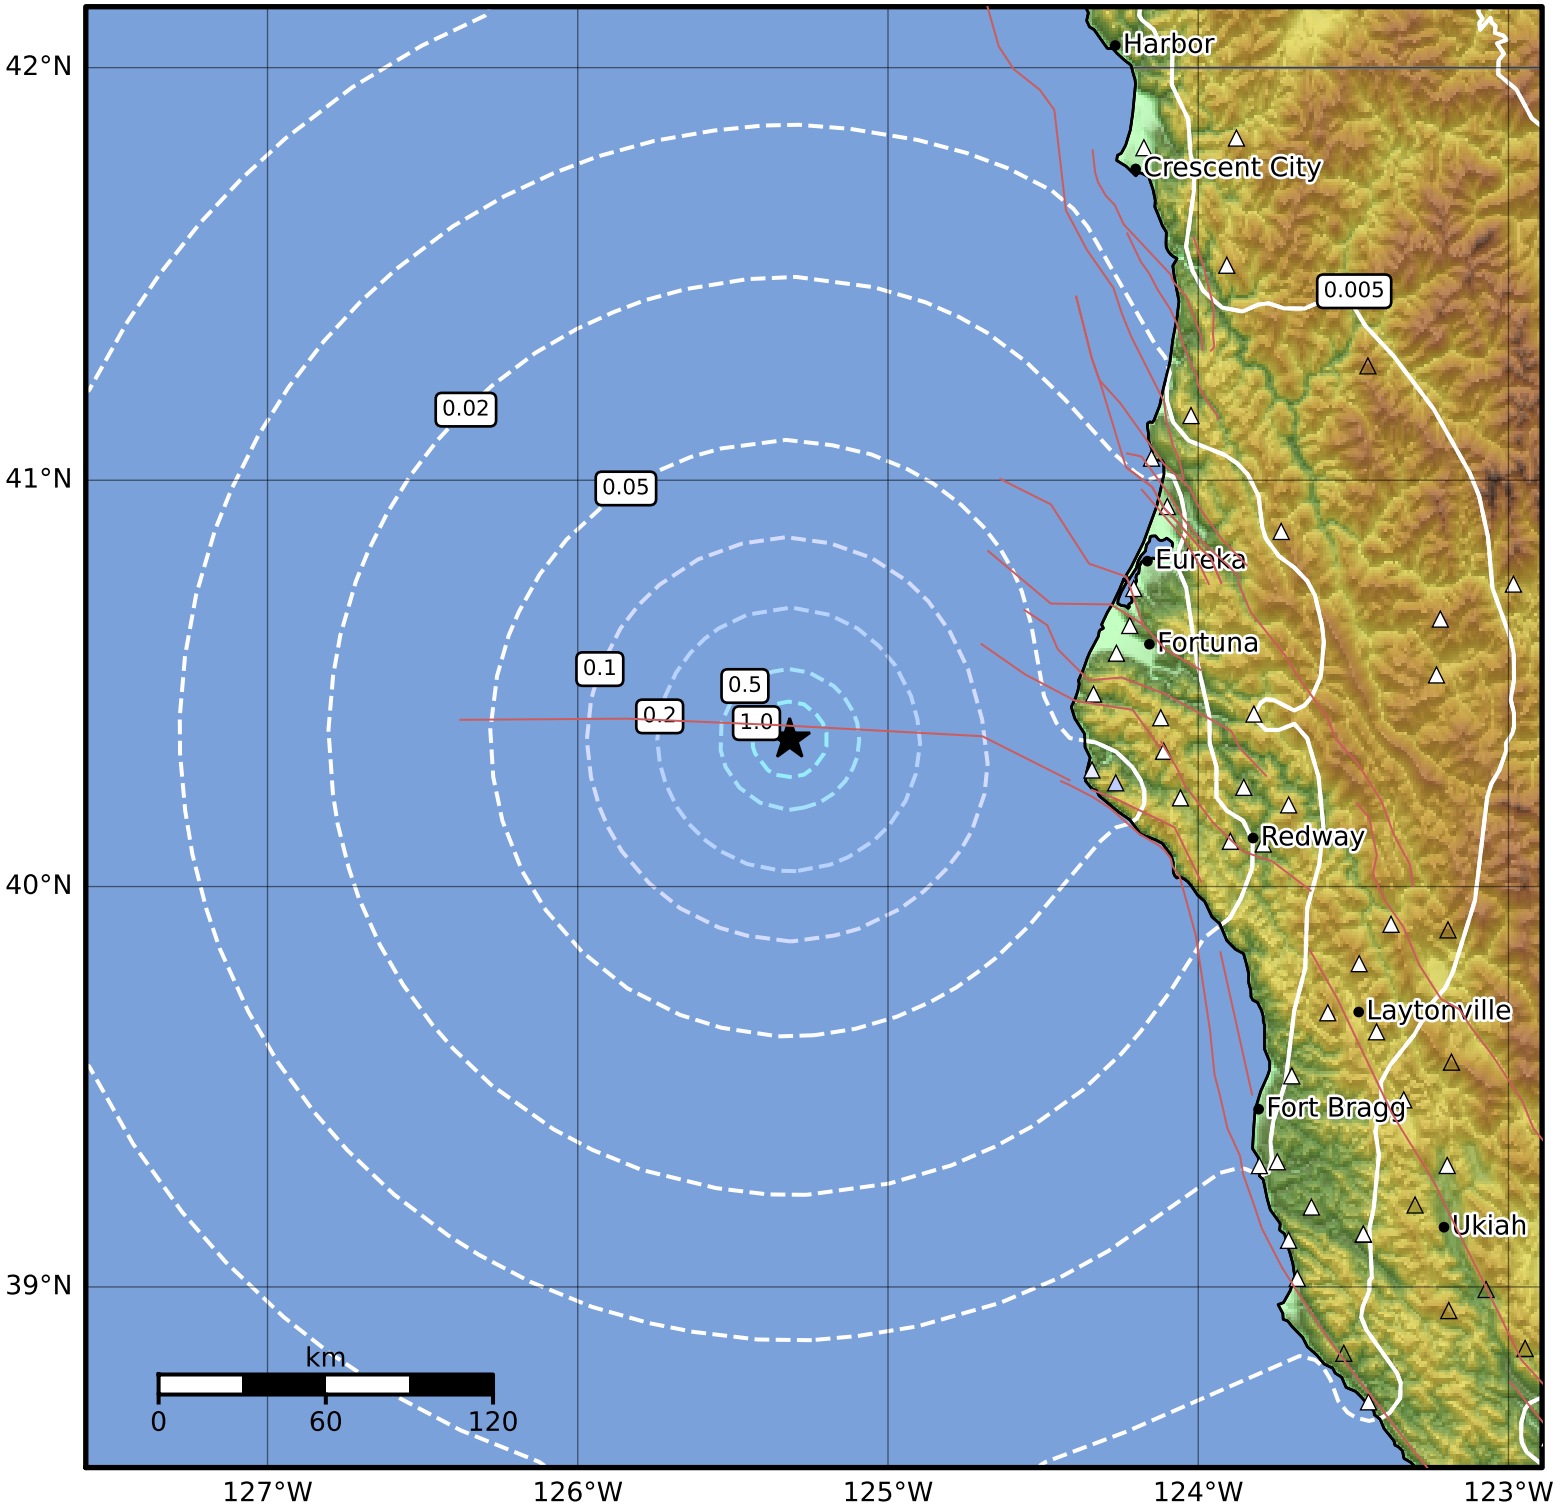 42°N
Harbor
Crescent City
0.005
0.02
41°N
0.05
Eureka
Fortuna
0.1
0.5
0.2
1.0
Redway
40°N
Laytonville
Fort Bragg
Ukiah
39°N
km
0 60 120
127°W 126°W 125°W 124°W 123°W